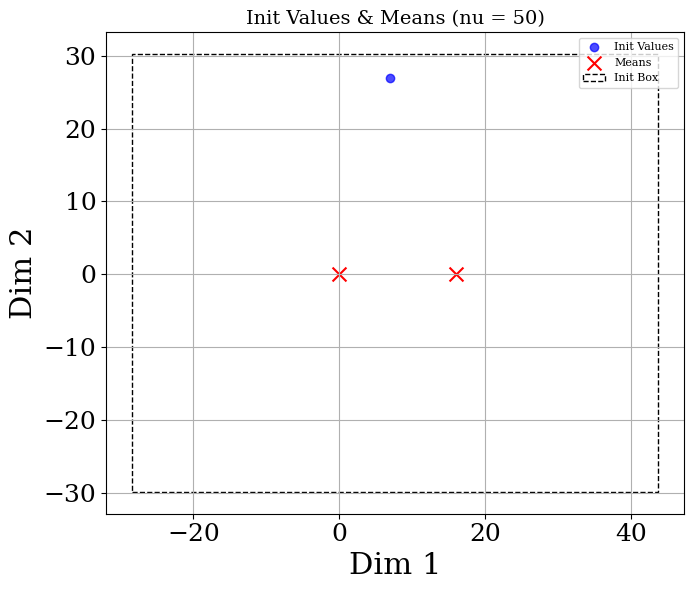 Init Values & Means (nu = 50)
Init Values
Means
Init Box
30
20
10
0
−10
−20
−30
Dim 2
−20
0
20
40
Dim 1